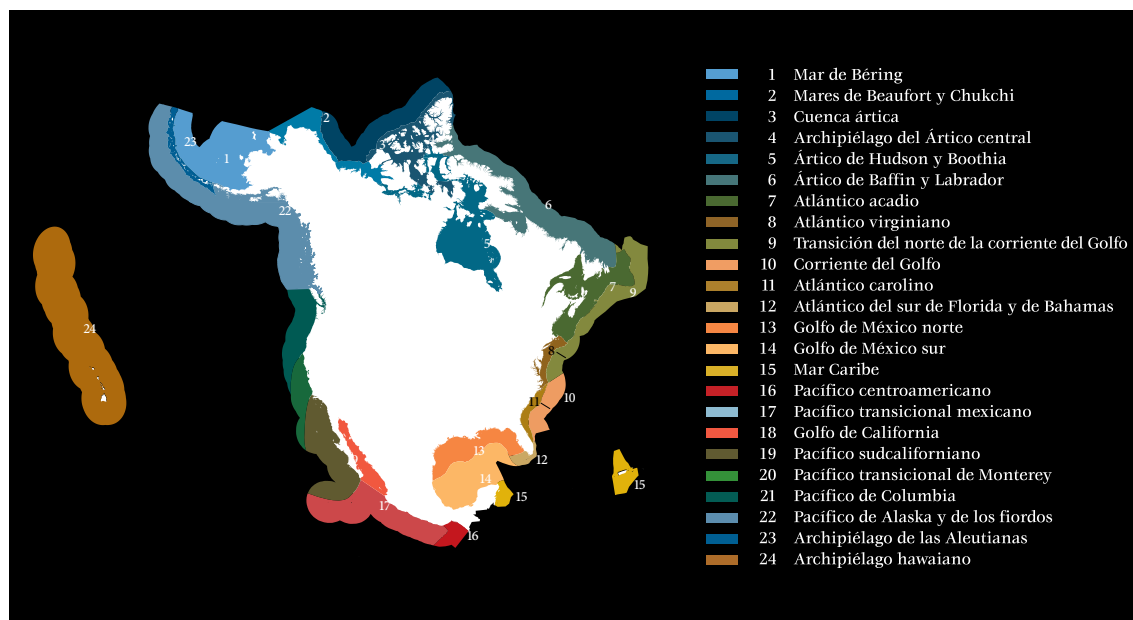 1 Mar de Béring
2 Mares de Beaufort y Chukchi
3 Cuenca ártica
4 Archipiélago del Ártico central
5 Ártico de Hudson y Boothia
6 Ártico de Baffin y Labrador
7 Atlántico acadio
8 Atlántico virginiano
9 Transición del norte de la corriente del Golfo
10 Corriente del Golfo
11 Atlántico carolino
12 Atlántico del sur de Florida y de Bahamas
13 Golfo de México norte
14 Golfo de México sur
15 Mar Caribe
16 Pacífico centroamericano
17 Pacífico transicional mexicano
18 Golfo de California
19 Pacífico sudcaliforniano
20 Pacífico transicional de Monterey
21 Pacífico de Columbia
22 Pacífico de Alaska y de los fiordos
23 Archipiélago de las Aleutianas
24 Archipiélago hawaiano
2
23
3
1
6
22
5
7
9
24
8
10
11
13
12
14
15
15
17
16